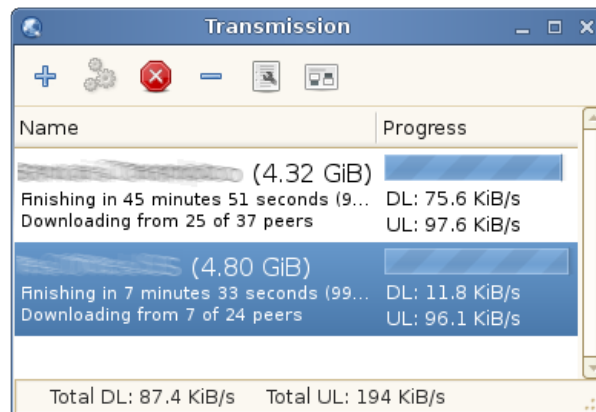 Transmission
Name Progress
(4.32 GiB)
Finishing in 45 minutes 51 seconds (9...
DL: 75.6 KiB/s
Downloading from 25 of 37 peers
UL: 97.6 KiB/s
(4.80 GiB)
Finishing in 7 minutes 33 seconds (99...
DL: 11.8 KiB/s
Downloading from 7 of 24 peers
UL: 96.1 KiB/s
Total DL: 87.4 KiB/s Total UL: 194 KiB/s